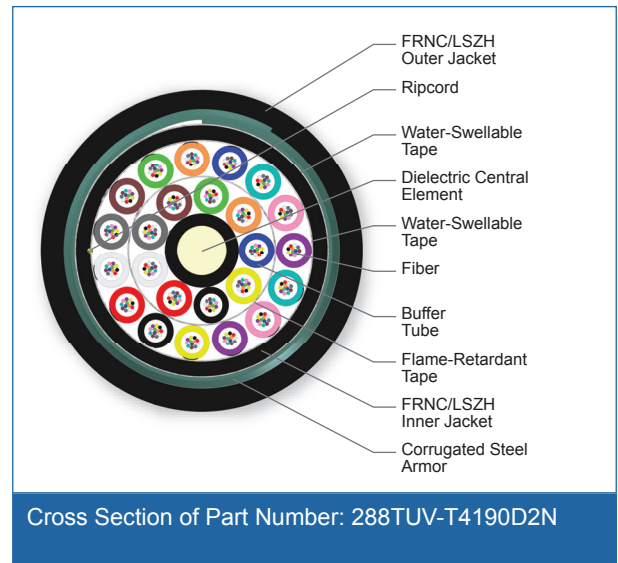 FRNC/LSZH
Outer Jacket
Ripcord
Water-Swellable
Tape
Dielectric Central
Element
Water-Swellable
Tape
Fiber
Buffer
Tube
Flame-Retardant
Tape
FRNC/LSZH
Inner Jacket
Corrugated Steel
Armor
Cross Section of Part Number: 288TUV-T4190D2N